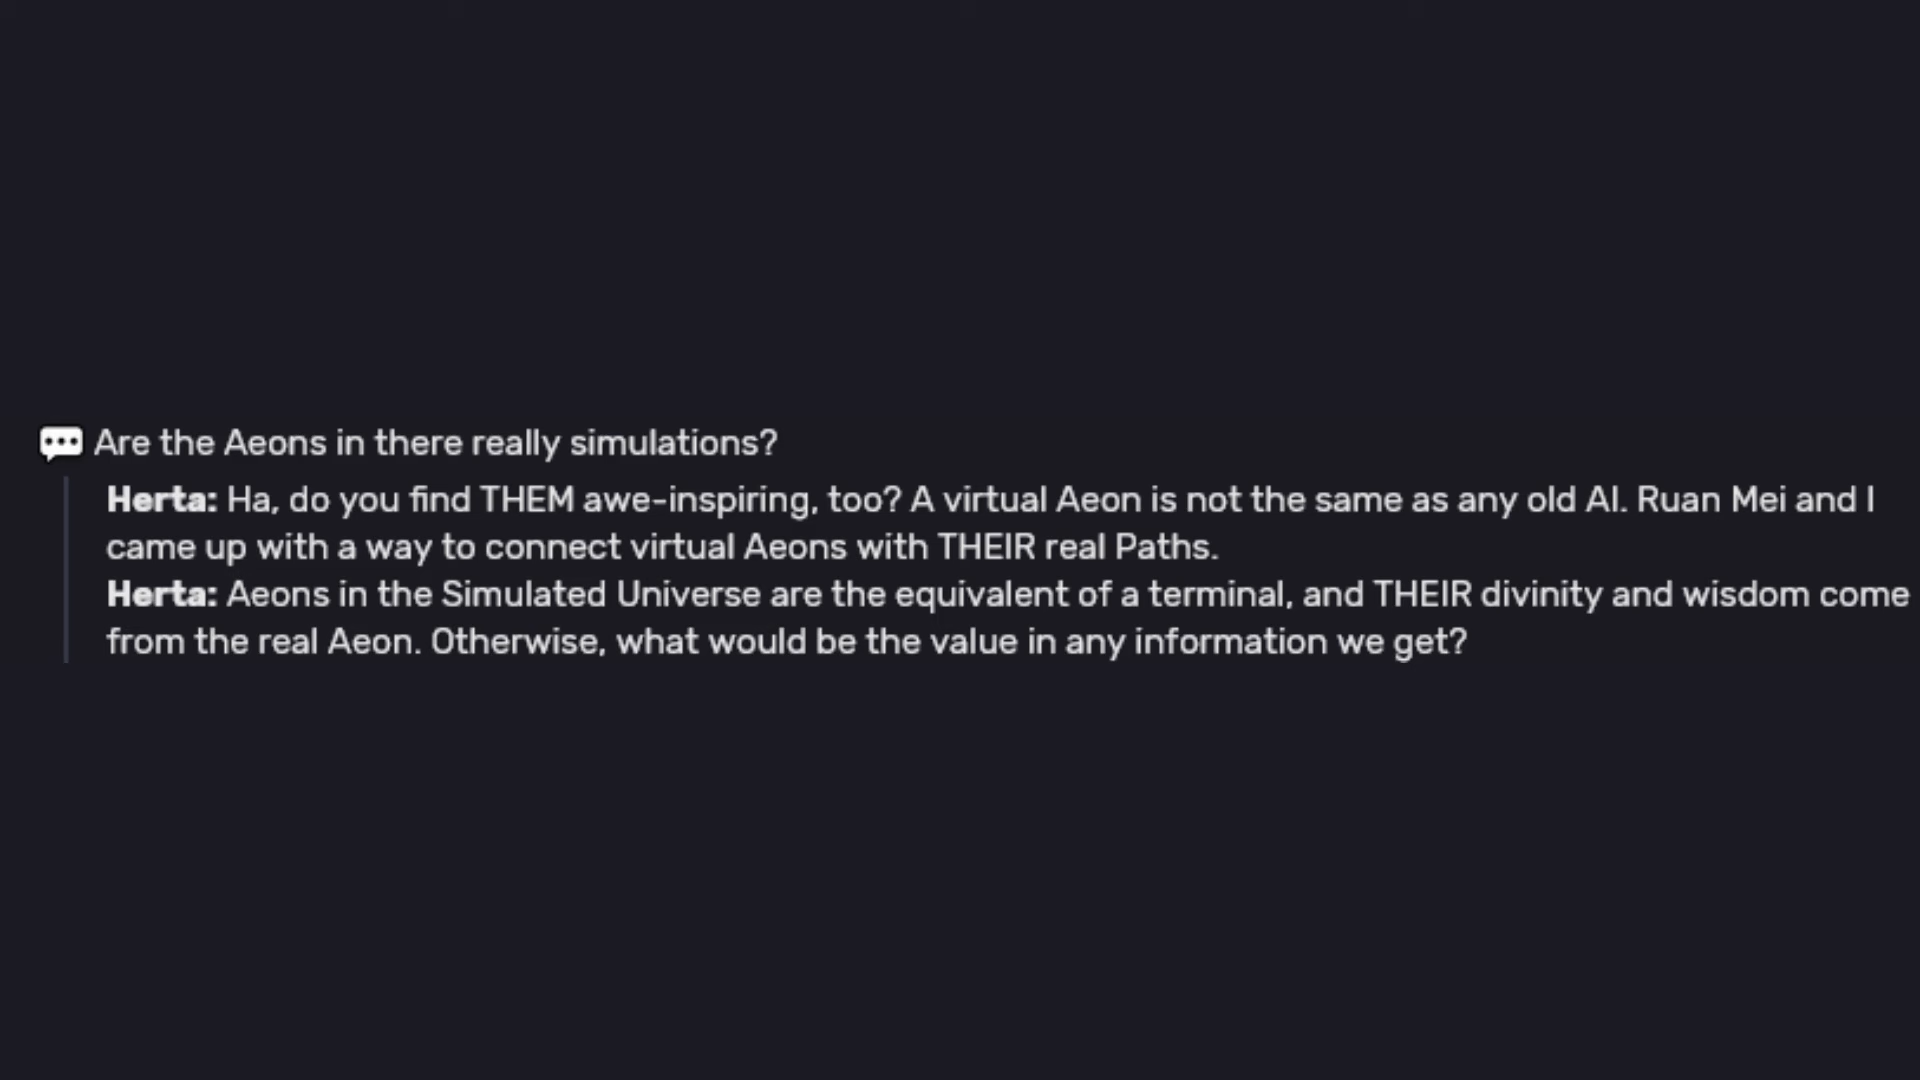 Are the Aeons in there really simulations?
Herta: Ha, do you find THEM awe-inspiring, too? A virtual Aeon is not the same as any old AI. Ruan Mei and I
came up with a way to connect virtual Aeons with THEIR real Paths.
Herta: Aeons in the Simulated Universe are the equivalent of a terminal, and THEIR divinity and wisdom come
from the real Aeon. Otherwise, what would be the value in any information we get?